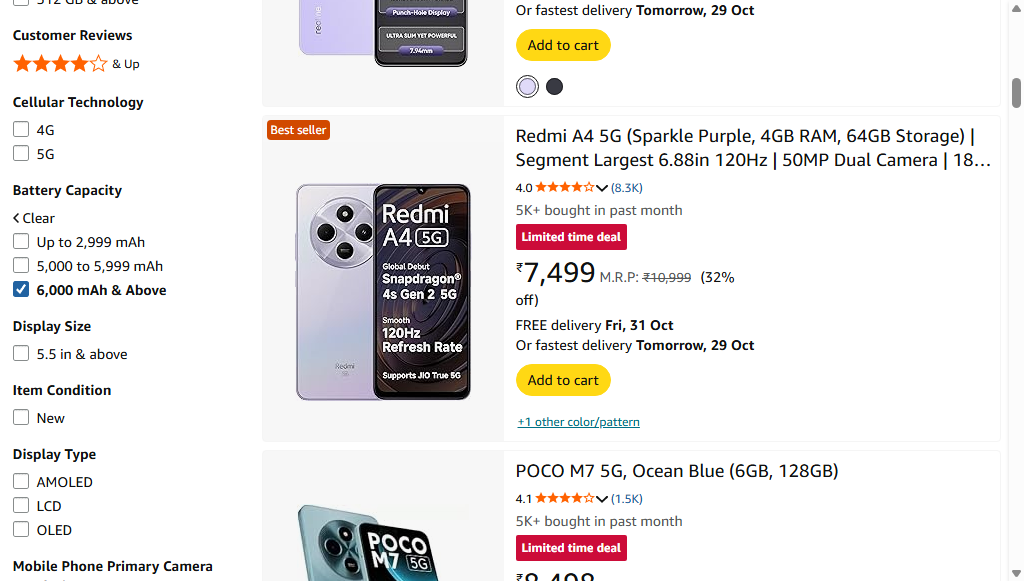 512 GB & above
Customer Reviews
& Up
Cellular Technology
4G
5G
Battery Capacity
Clear
Up to 2,999 mAh
5,000 to 5,999 mAh
6,000 mAh & Above
Display Size
5.5 in & above
Item Condition
New
Display Type
AMOLED
LCD
OLED
Mobile Phone Primary Camera
realme
Punch-Hole Display
ULTRA SLIM YET POWERFUL
7.94mm
Or fastest delivery Tomorrow, 29 Oct
Add to cart
Best seller
Redmi
A4 5G
Global Debut
Snapdragon®
4s Gen 2 5G
Smooth
120Hz
Refresh Rate
Supports JIO True 5G
Redmi
5G
Redmi A4 5G (Sparkle Purple, 4GB RAM, 64GB Storage) |
Segment Largest 6.88in 120Hz | 50MP Dual Camera | 18…
4.0 (8.3K)
5K+ bought in past month
Limited time deal
₹7,499 M.R.P: ₹10,999 (32%
off)
FREE delivery Fri, 31 Oct
Or fastest delivery Tomorrow, 29 Oct
Add to cart
+1 other color/pattern
POCO
M7 5G
POCO M7 5G, Ocean Blue (6GB, 128GB)
4.1 (1.5K)
5K+ bought in past month
Limited time deal
₹8,498